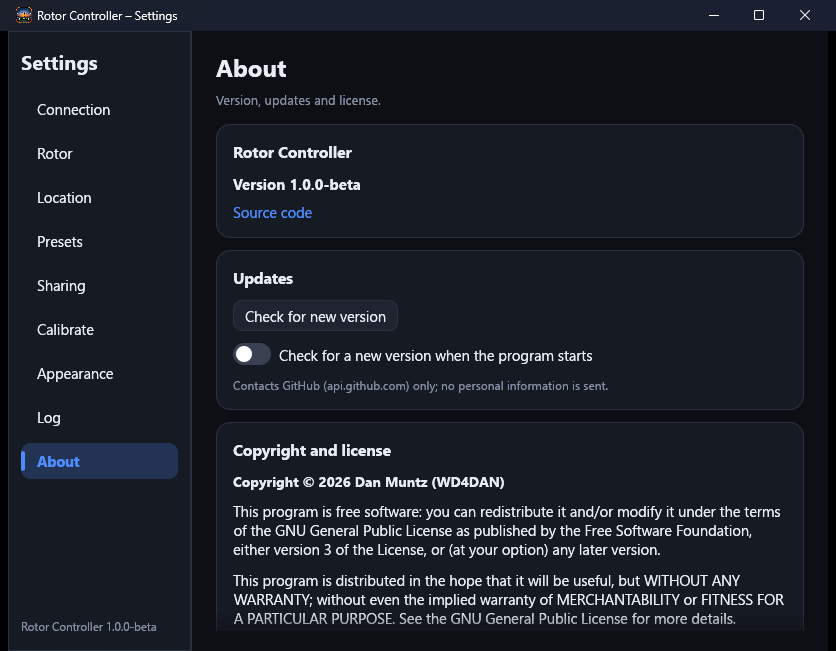 Rotor Controller – Settings
Settings
Connection
Rotor
Location
Presets
Sharing
Calibrate
Appearance
Log
About
Rotor Controller 1.0.0-beta
About
Version, updates and license.
Rotor Controller
Version 1.0.0-beta
Source code
Updates
Check for new version
Check for a new version when the program starts
Contacts GitHub (api.github.com) only; no personal information is sent.
Copyright and license
Copyright © 2026 Dan Muntz (WD4DAN)
This program is free software: you can redistribute it and/or modify it under the terms
of the GNU General Public License as published by the Free Software Foundation,
either version 3 of the License, or (at your option) any later version.
This program is distributed in the hope that it will be useful, but WITHOUT ANY
WARRANTY; without even the implied warranty of MERCHANTABILITY or FITNESS FOR
A PARTICULAR PURPOSE. See the GNU General Public License for more details.